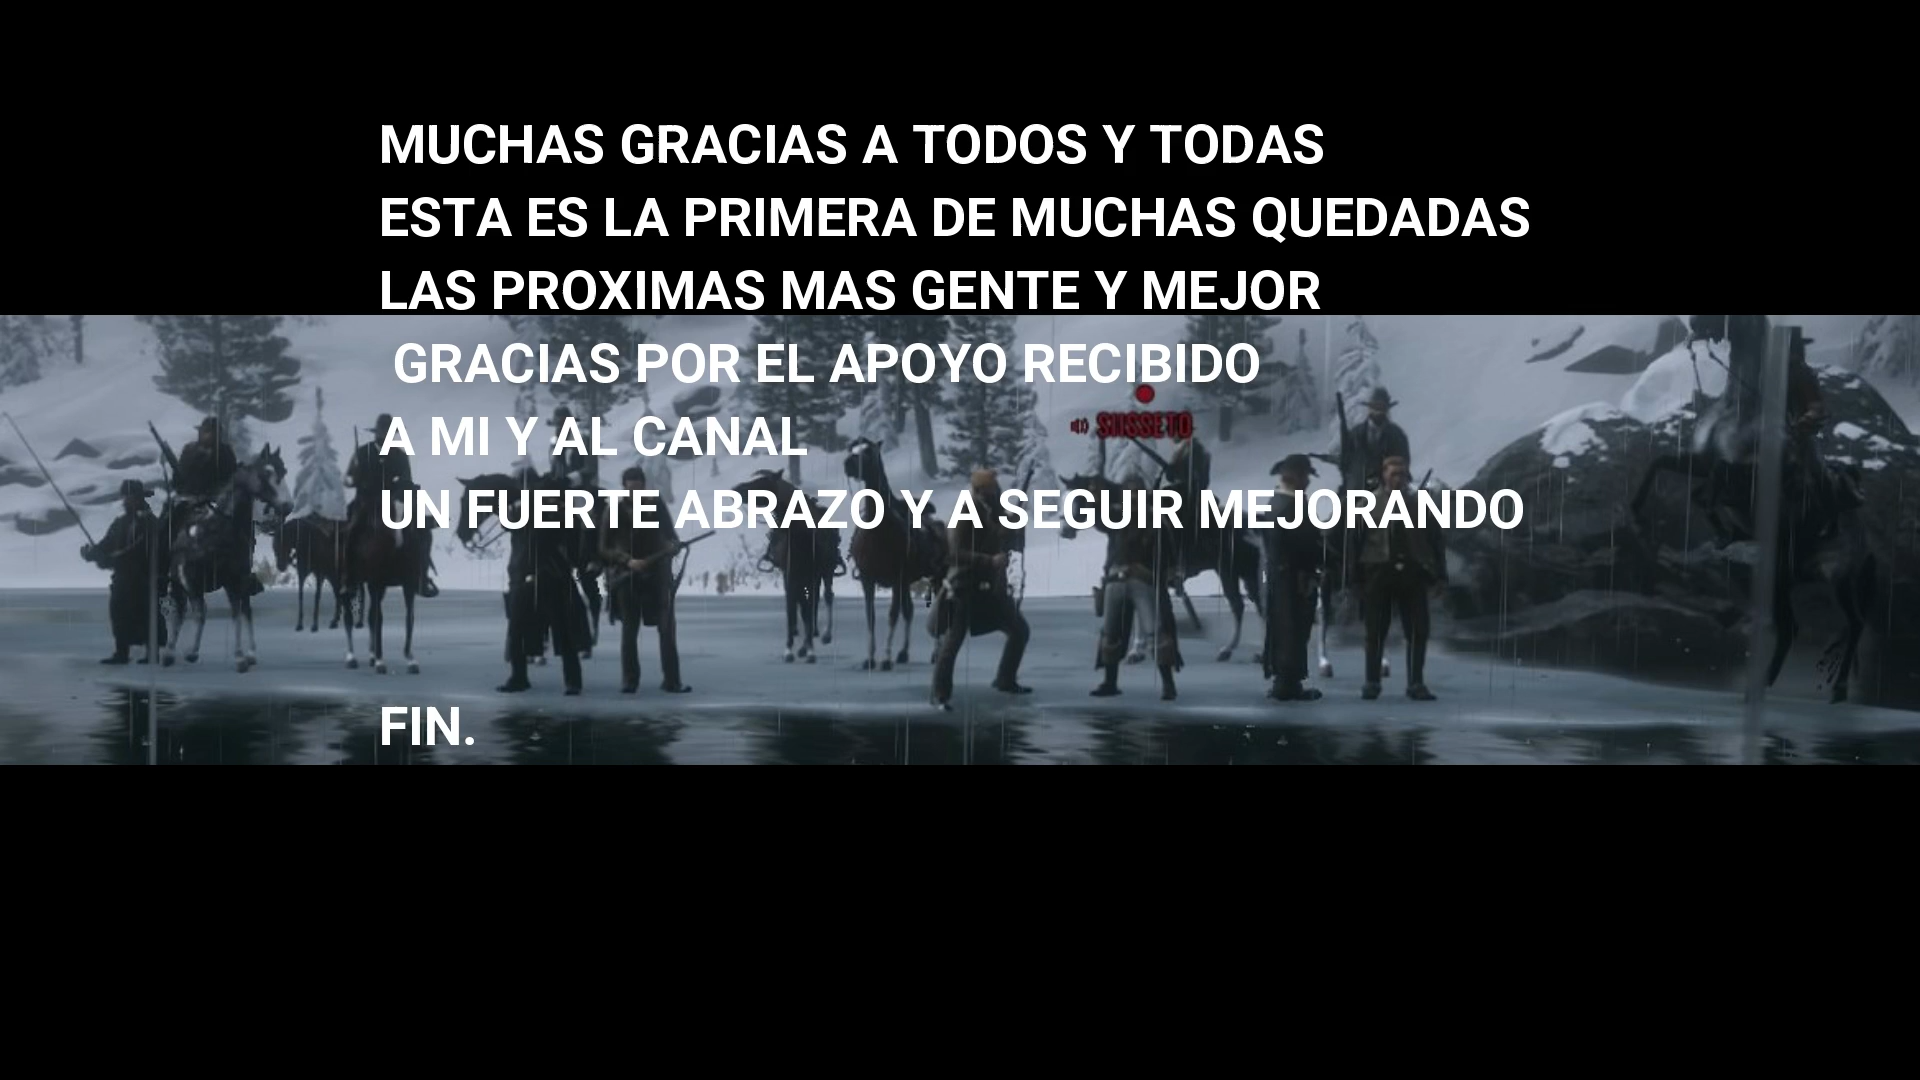 MUCHAS GRACIAS A TODOS Y TODAS
ESTA ES LA PRIMERA DE MUCHAS QUEDADAS
LAS PROXIMAS MAS GENTE Y MEJOR
GRACIAS POR EL APOYO RECIBIDO
A MI Y AL CANAL
SUSSETO
UN FUERTE ABRAZO Y A SEGUIR MEJORANDO
FIN.